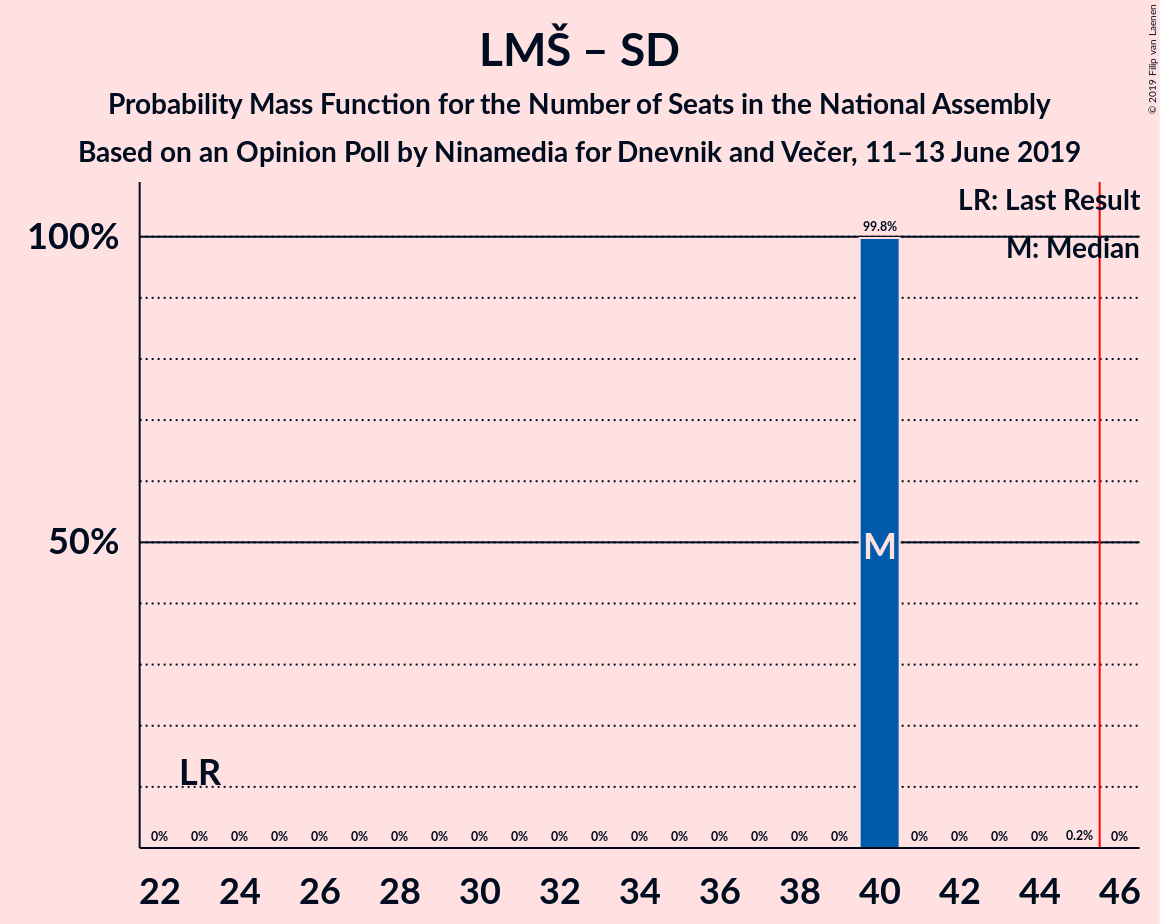 LMŠ – SD
Probability Mass Function for the Number of Seats in the National Assembly
Based on an Opinion Poll by Ninamedia for Dnevnik and Večer, 11–13 June 2019
© 2019 Filip van Laenen
LR: Last Result
M: Median
100%
50%
99.8%
M
LR
0% 0% 0% 0% 0% 0% 0% 0% 0% 0% 0% 0% 0% 0% 0% 0% 0% 0% 0% 0% 0% 0% 0.2% 0%
22 24 26 28 30 32 34 36 38 40 42 44 46